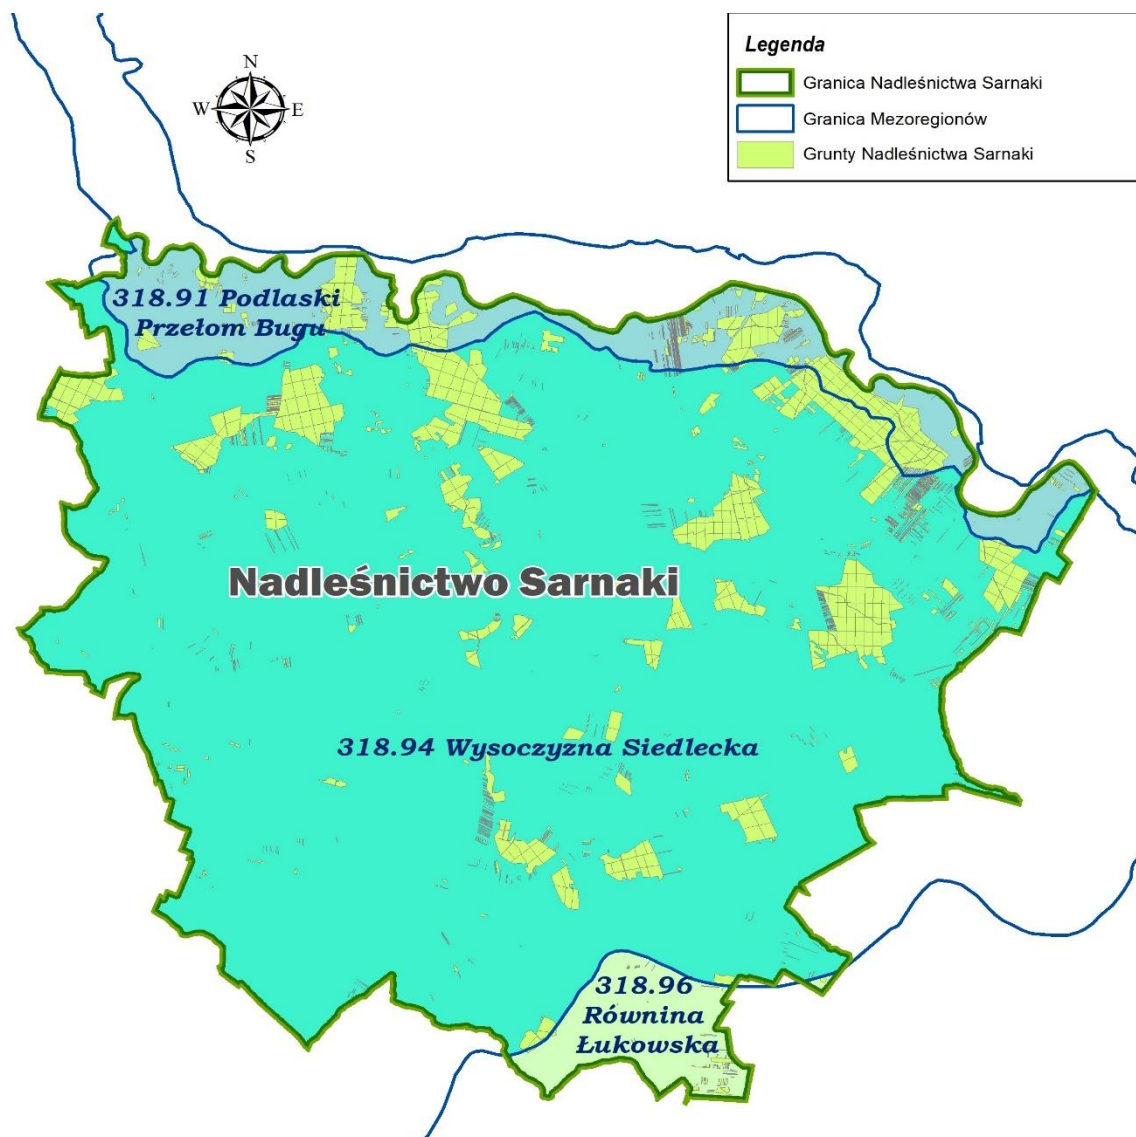 N
W E
S
Legenda
Granica Nadleśnictwa Sarnaki
Granica Mezoregionów
Grunty Nadleśnictwa Sarnaki
318.91 Podlaski
Przełom Bugu
Nadleśnictwo Sarnaki
318.94 Wysoczyzna Siedlecka
318.96
Równina
Łukowska